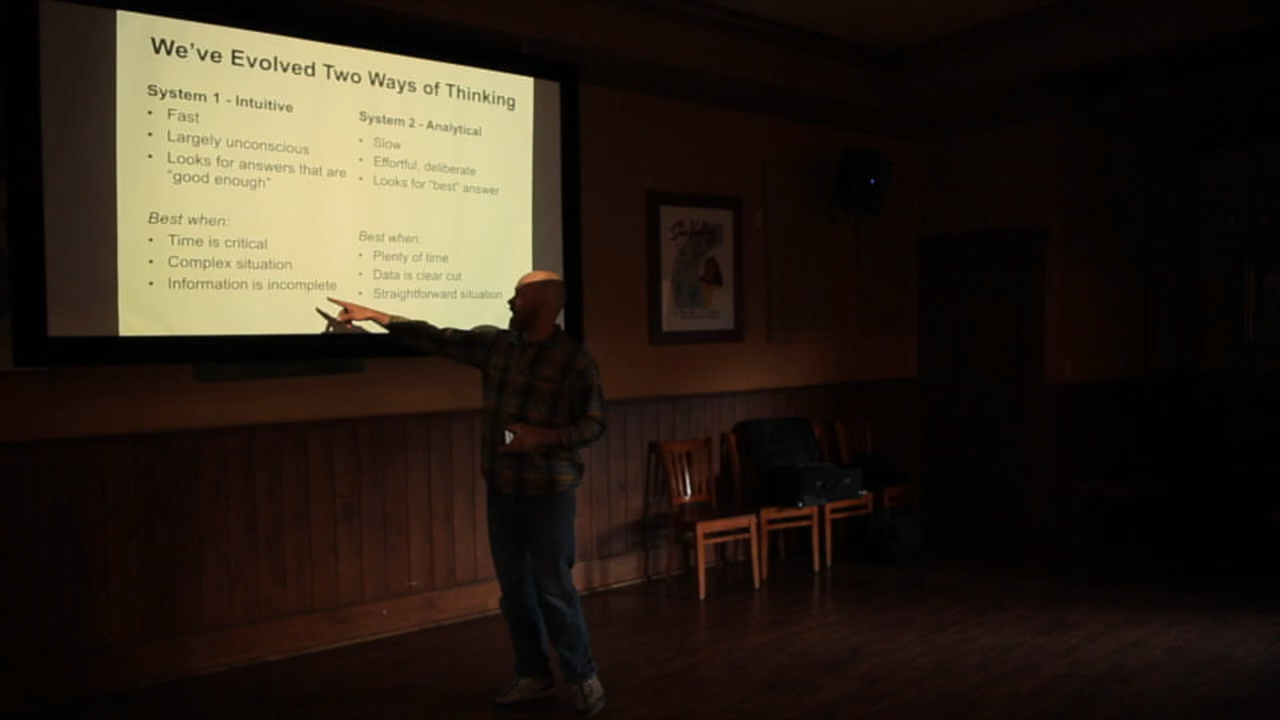 We've Evolved Two Ways of Thinking
System 1 - Intuitive
• Fast
• Largely unconscious
• Looks for answers that are
"good enough"
Best when:
• Time is critical
• Complex situation
• Information is incomplete
System 2 - Analytical
• Slow
• Effortful, deliberate
• Looks for "best" answer
Best when:
• Plenty of time
• Data is clear cut
• Straightforward situation